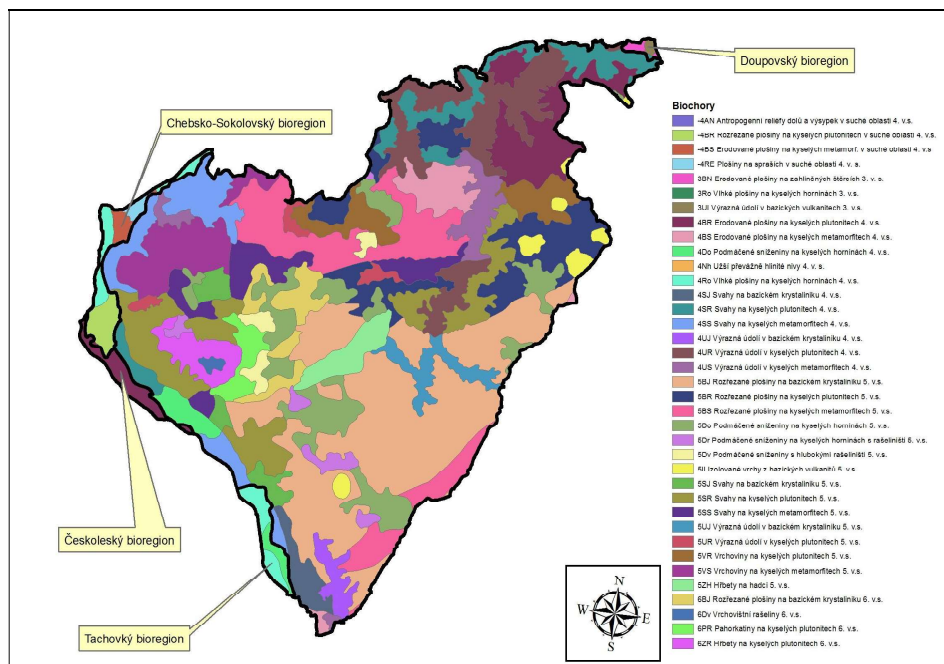 Doupovský bioregion
Chebsko-Sokolovský bioregion
Českoleský bioregion
Tachovký bioregion
Biochory
-4AN Antropogenní reliéfy dolů a výsypek v suché oblasti 4. v.s.
-4BR Rozřezané plošiny na kyselých plutonitech v suché oblasti 4. v.s.
-4BS Erodované plošiny na kyselých metamorf. v suché oblasti 4. v.s
-4RE Plošiny na spraších v suché oblasti 4. v. s.
3BN Erodované plošiny na zahliněných štěrcích 3. v. s.
3Ro Vlhké plošiny na kyselých horninách 3. v.s.
3UI Výrazná údolí v bazických vulkanitech 3. v.s.
4BR Erodované plošiny na kyselých plutonitech 4. v.s.
4BS Erodované plošiny na kyselých metamorfitech 4. v.s.
4Do Podmáčené sníženiny na kyselých horninách 4. v.s.
4Nh Užší převážně hlinité nivy 4. v. s.
4Ro Vlhké plošiny na kyselých horninách 4. v.s.
4SJ Svahy na bazickém krystaliniku 4. v.s.
4SR Svahy na kyselých plutonitech 4. v.s.
4SS Svahy na kyselých metamorfitech 4. v.s.
4UJ Výrazná údolí v bazickém krystaliniku 4. v.s.
4UR Výrazná údolí v kyselých plutonitech 4. v.s.
4US Výrazná údolí v kyselých metamorfitech 4. v.s.
5BJ Rozřezané plošiny na bazickém krystaliniku 5. v.s.
5BR Rozřezané plošiny na kyselých plutonitech 5. v.s.
5BS Rozřezané plošiny na kyselých metamorfitech 5. v.s.
5Do Podmáčené sníženiny na kyselých horninách 5. v.s.
5Dr Podmáčené sníženiny na kyselých horninách s rašeliništi 5. v.s.
5Dv Podmáčené sníženiny s hlubokými rašeliništi 5. v.s.
5II Izolované vrchy z bazických vulkanitů 5. v.s.
5SJ Svahy na bazickém krystaliniku 5. v.s.
5SR Svahy na kyselých plutonitech 5. v.s.
5SS Svahy na kyselých metamorfitech 5. v.s.
5UJ Výrazná údolí v bazickém krystaliniku 5. v.s.
5UR Výrazná údolí v kyselých plutonitech 5. v.s.
5VR Vrchoviny na kyselých plutonitech 5. v.s.
5VS Vrchoviny na kyselých metamorfitech 5. v.s.
5ZH Hřbety na hadci 5. v.s.
6BJ Rozřezané plošiny na bazickém krystaliniku 6. v.s.
6Dv Vrchovištní rašeliny 6. v.s.
6PR Pahorkatiny na kyselých plutonitech 6. v.s.
6ZR Hřbety na kyselých plutonitech 6. v.s.
N
W E
S